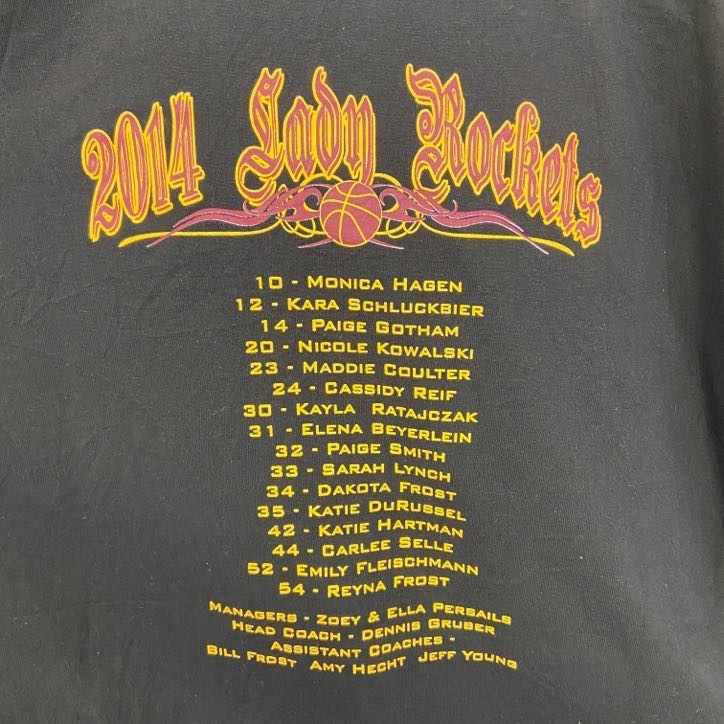 2014 Lady Rockets
10 - Monica Hagen
12 - Kara Schluckbier
14 - Paige Gotham
20 - Nicole Kowalski
23 - Maddie Coulter
24 - Cassidy Reif
30 - Kayla Ratajczak
31 - Elena Beyerlein
32 - Paige Smith
33 - Sarah Lynch
34 - Dakota Frost
35 - Katie DuRussel
42 - Katie Hartman
44 - Carlee Selle
52 - Emily Fleischmann
54 - Reyna Frost
Managers - Zoey & Ella Persails
Head Coach - Dennis Gruber
Assistant Coaches -
Bill Frost Amy Hecht Jeff Young